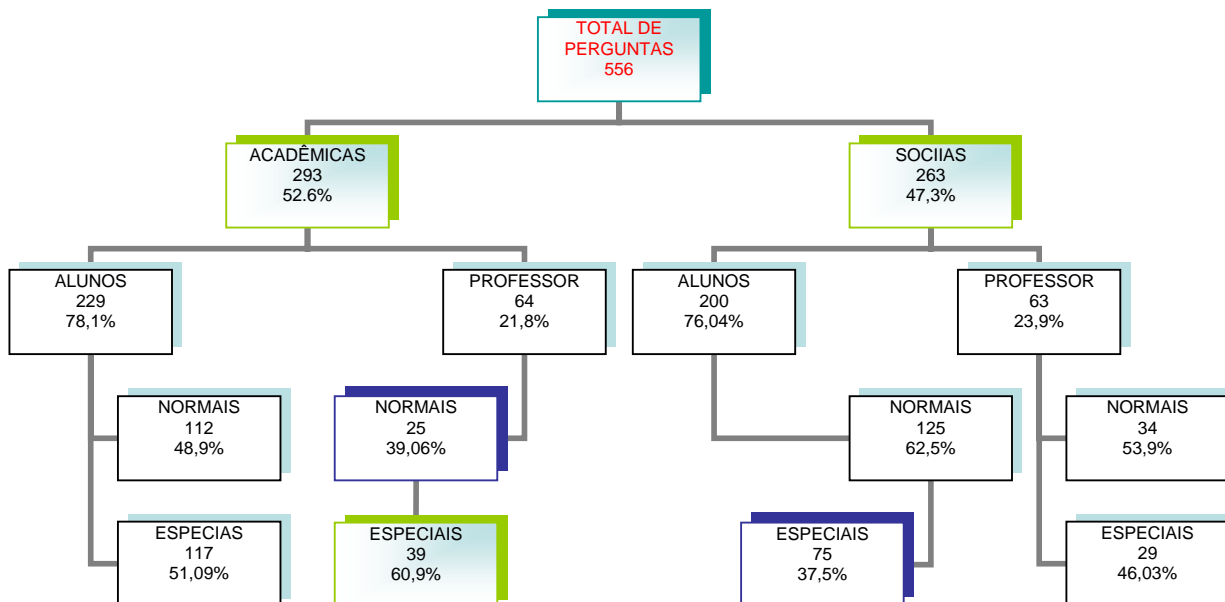 TOTAL DE
PERGUNTAS
556
ACADÊMICAS
293
52.6%
SOCIIAS
263
47,3%
ALUNOS
229
78,1%
PROFESSOR
64
21,8%
ALUNOS
200
76,04%
PROFESSOR
63
23,9%
NORMAIS
112
48,9%
NORMAIS
25
39,06%
NORMAIS
125
62,5%
NORMAIS
34
53,9%
ESPECIAS
117
51,09%
ESPECIAIS
39
60,9%
ESPECIAIS
75
37,5%
ESPECIAIS
29
46,03%